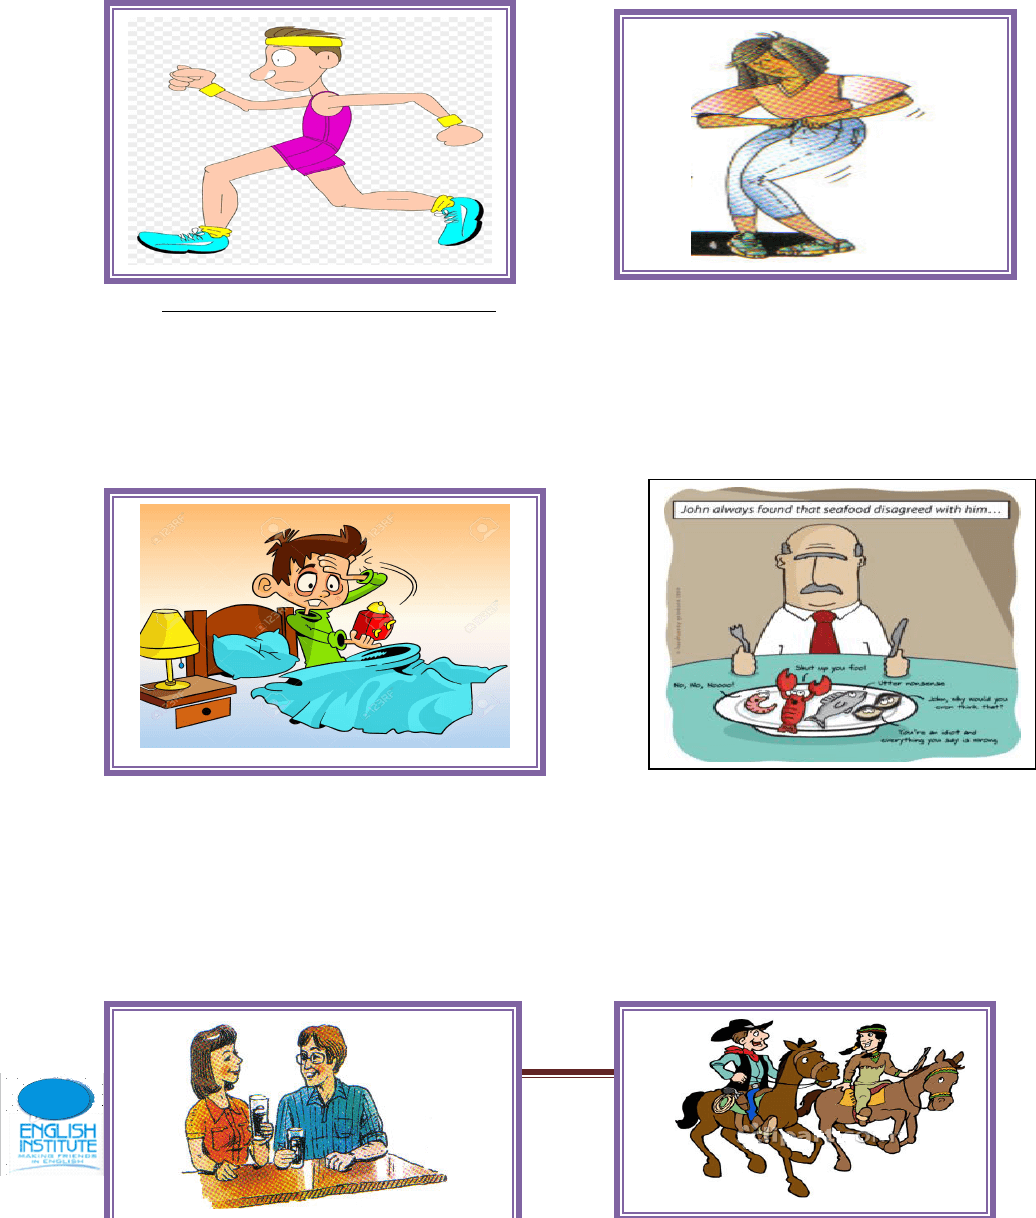 John always found that seafood disagreed with him...
Shut up you fool
No, No, Noooo!
Utter nonsense
John, why would you
even think that?
You're an idiot and
everything you say is wrong
ENGLISH
INSTITUTE
MAKING FRIENDS
IN ENGLISH